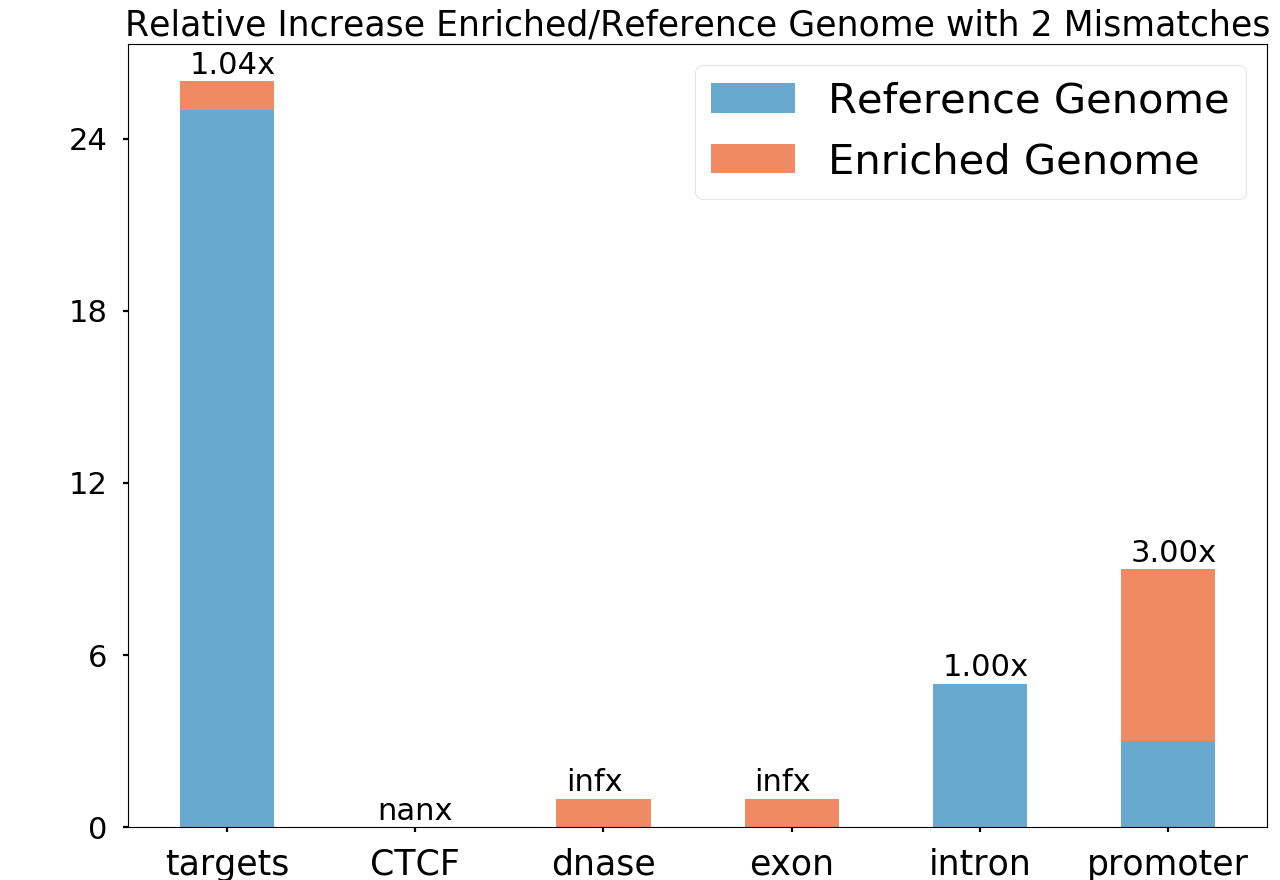 Relative Increase Enriched/Reference Genome with 2 Mismatches
1.04x
Reference Genome
Enriched Genome
24
18
12
6
0
nanx
infx
infx
1.00x
3.00x
targets CTCF dnase exon intron promoter